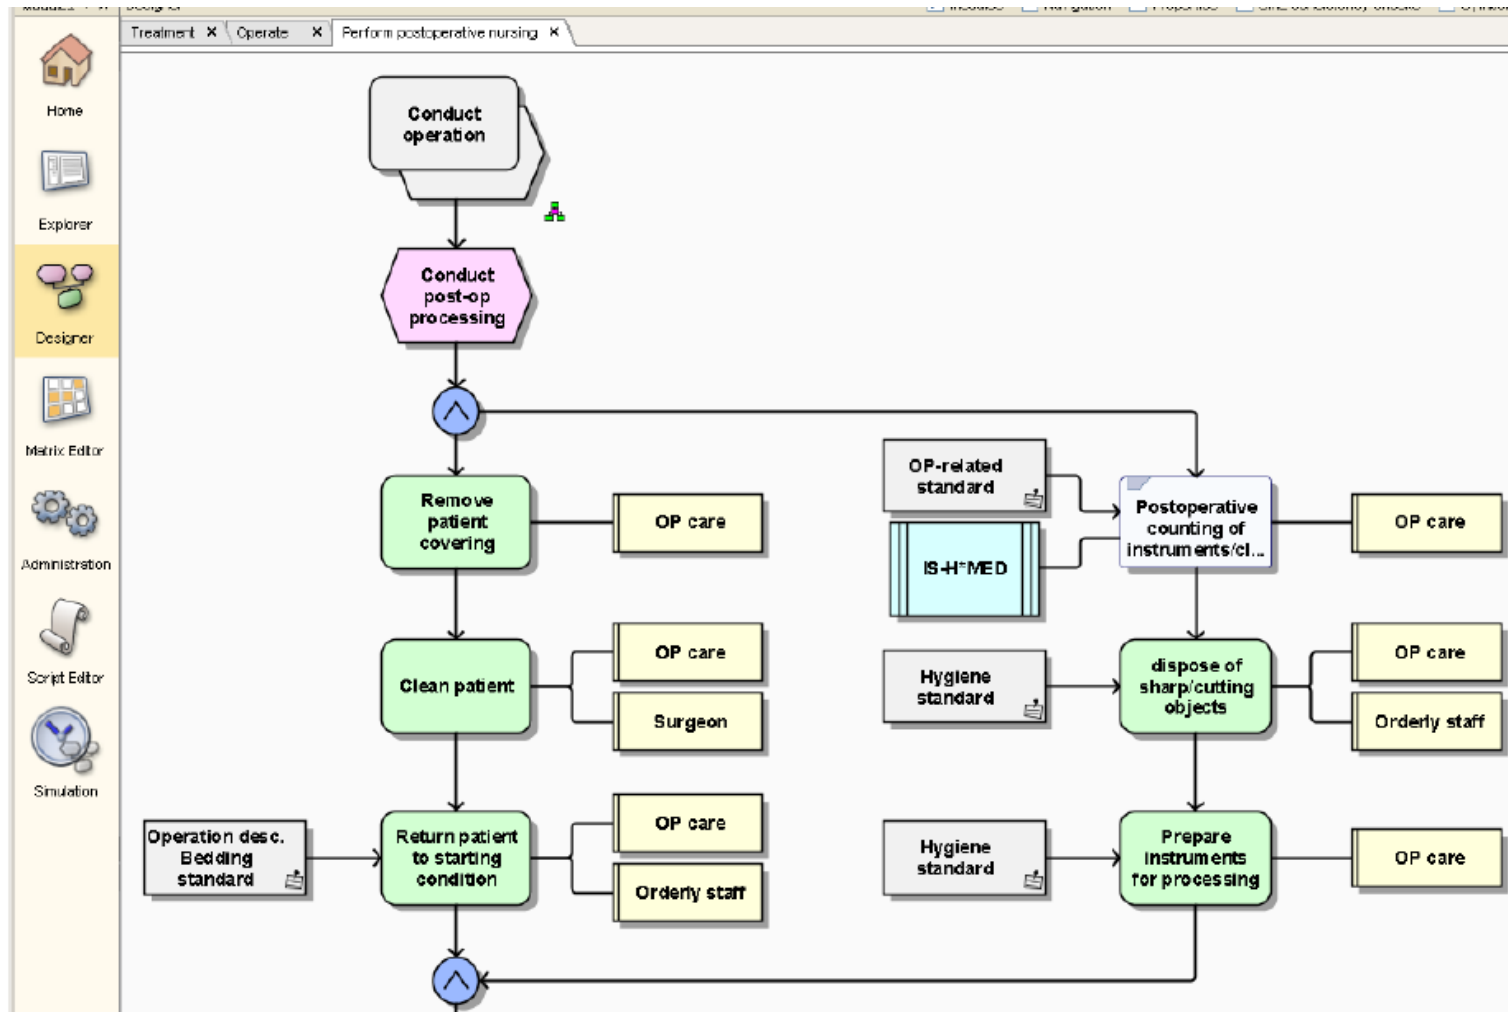 Designer
Treatment
Operate
Perform postoperative nursing
Home
Explorer
Designer
Matrix Editor
Administration
Script Editor
Simulation
Conduct
operation
Conduct
post-op
processing
Remove
patient
covering
OP care
OP-related
standard
IS-H*MED
Postoperative
counting of
instruments/cl...
OP care
Clean patient
OP care
Surgeon
Hygiene
standard
dispose of
sharp/cutting
objects
OP care
Orderly staff
Operation desc.
Bedding
standard
Return patient
to starting
condition
OP care
Orderly staff
Hygiene
standard
Prepare
instruments
for processing
OP care